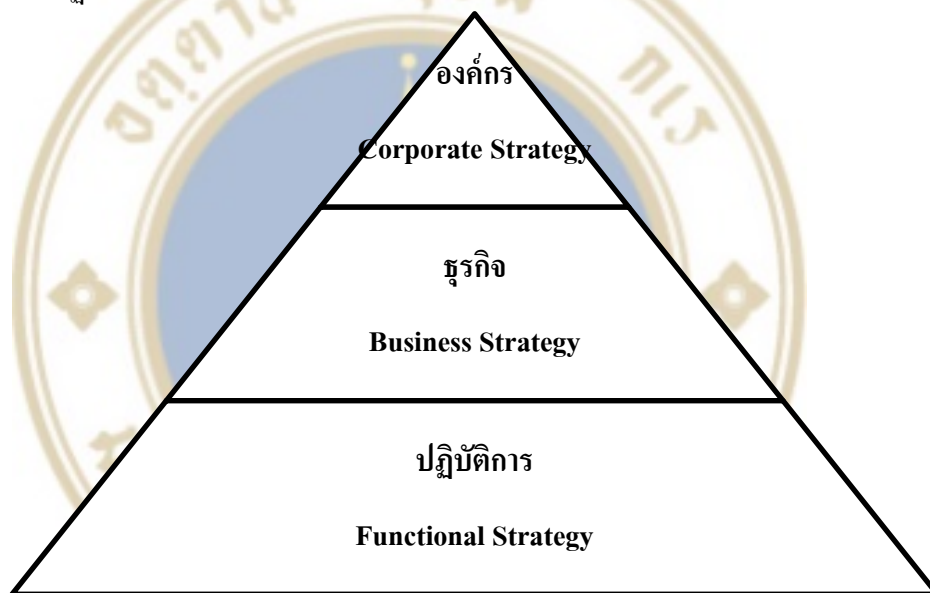 องค์กร
Corporate Strategy
ธุรกิจ
Business Strategy
ปฏิบัติการ
Functional Strategy